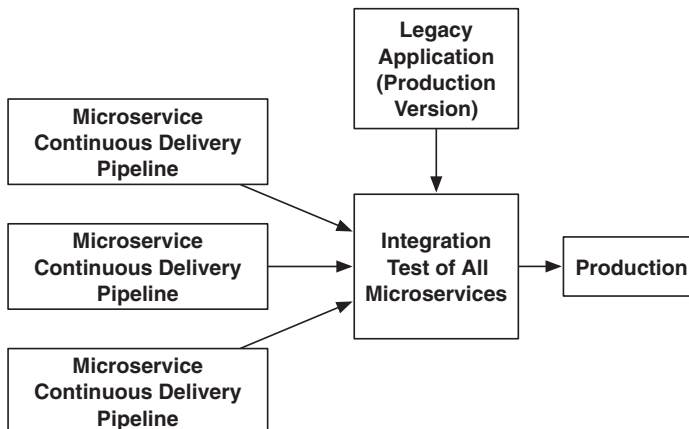 Legacy
Application
(Production
Version)
Microservice
Continuous Delivery
Pipeline
Microservice
Continuous Delivery
Pipeline
Integration
Test of All
Microservices
Production
Microservice
Continuous Delivery
Pipeline